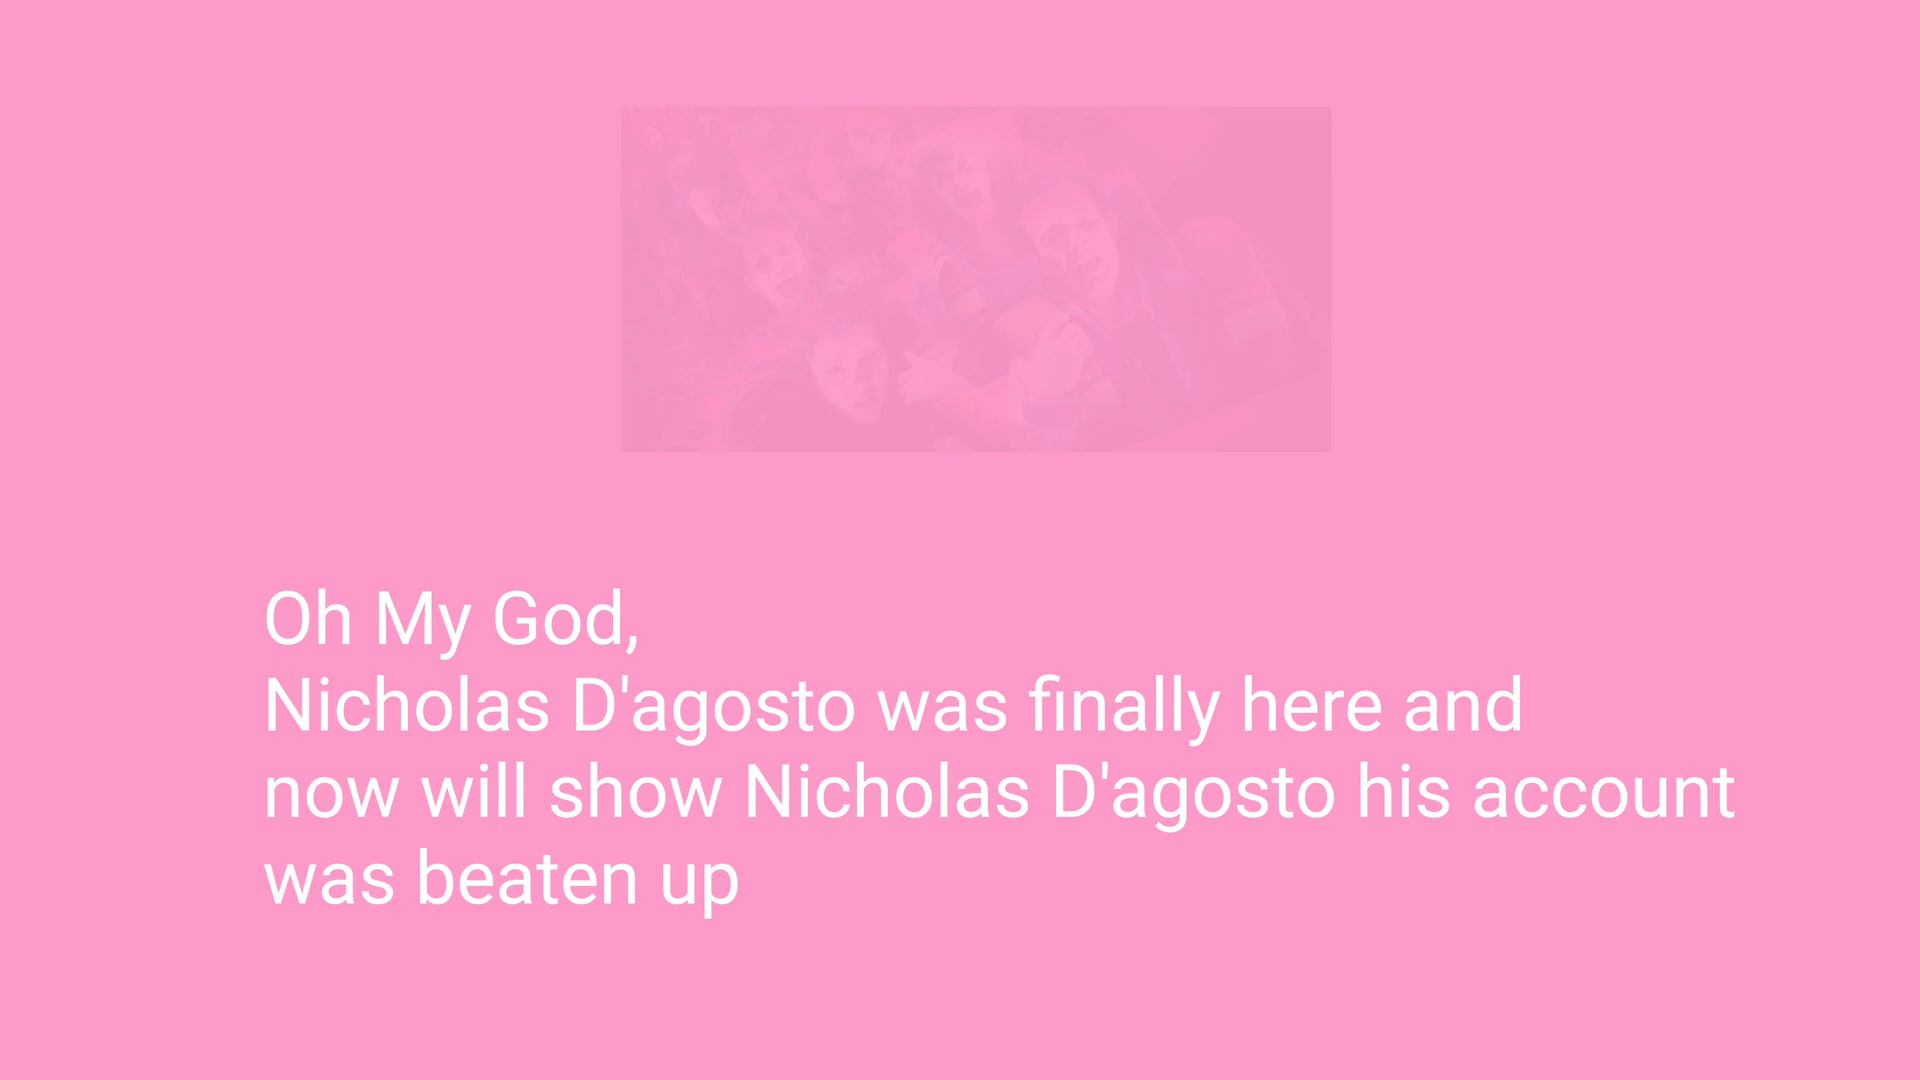 Oh My God,
Nicholas D'agosto was finally here and
now will show Nicholas D'agosto his account
was beaten up